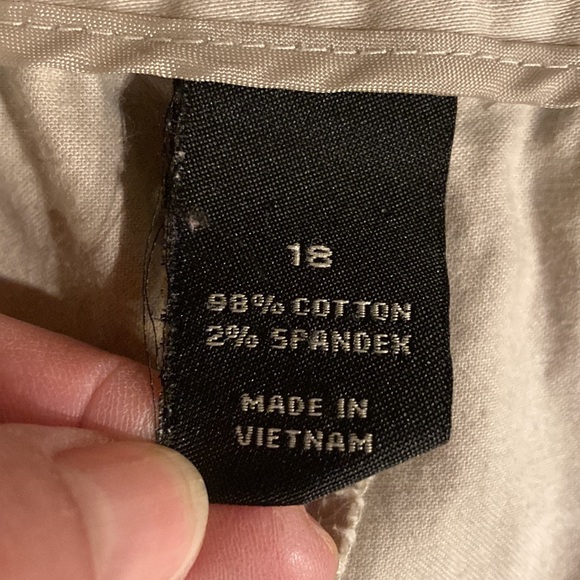 18
98% COTTON
2% SPANDEX
MADE IN
VIETNAM